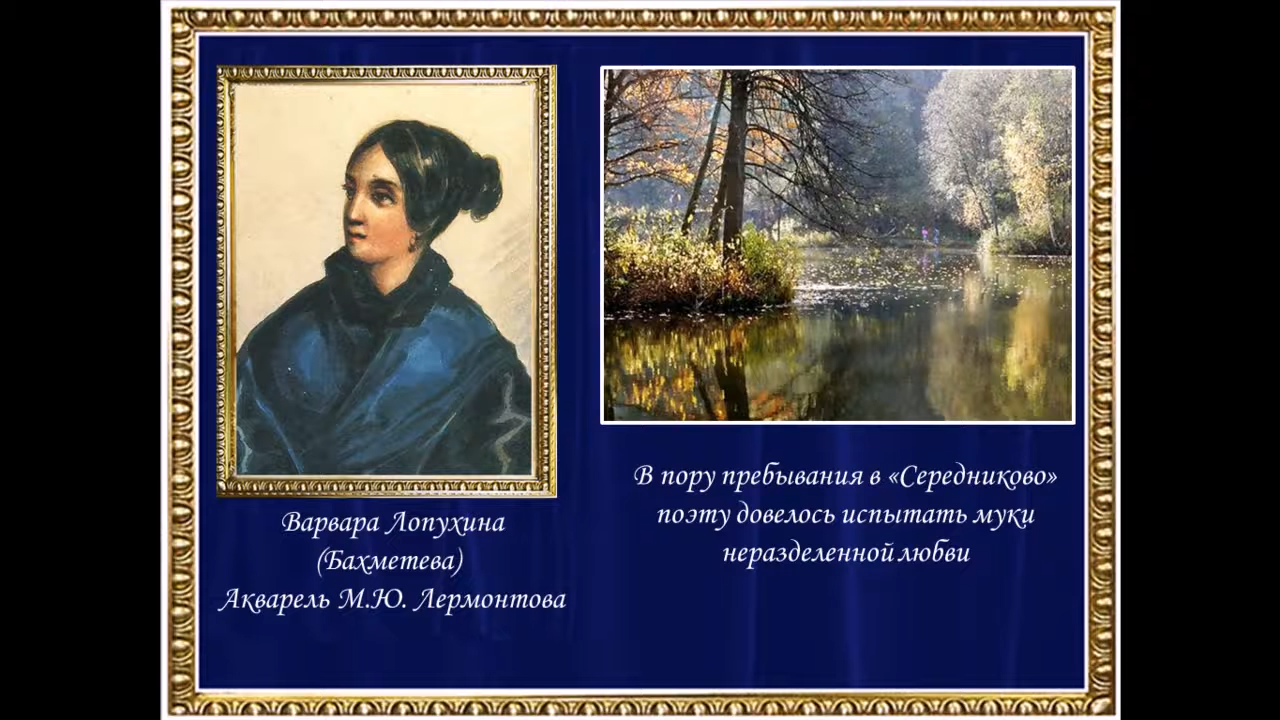 Варвара Лопухина
(Бахметева)
Акварель М.Ю. Лермонтова
В пору пребывания в «Середниково»
поэту довелось испытать муки
неразделенной любви